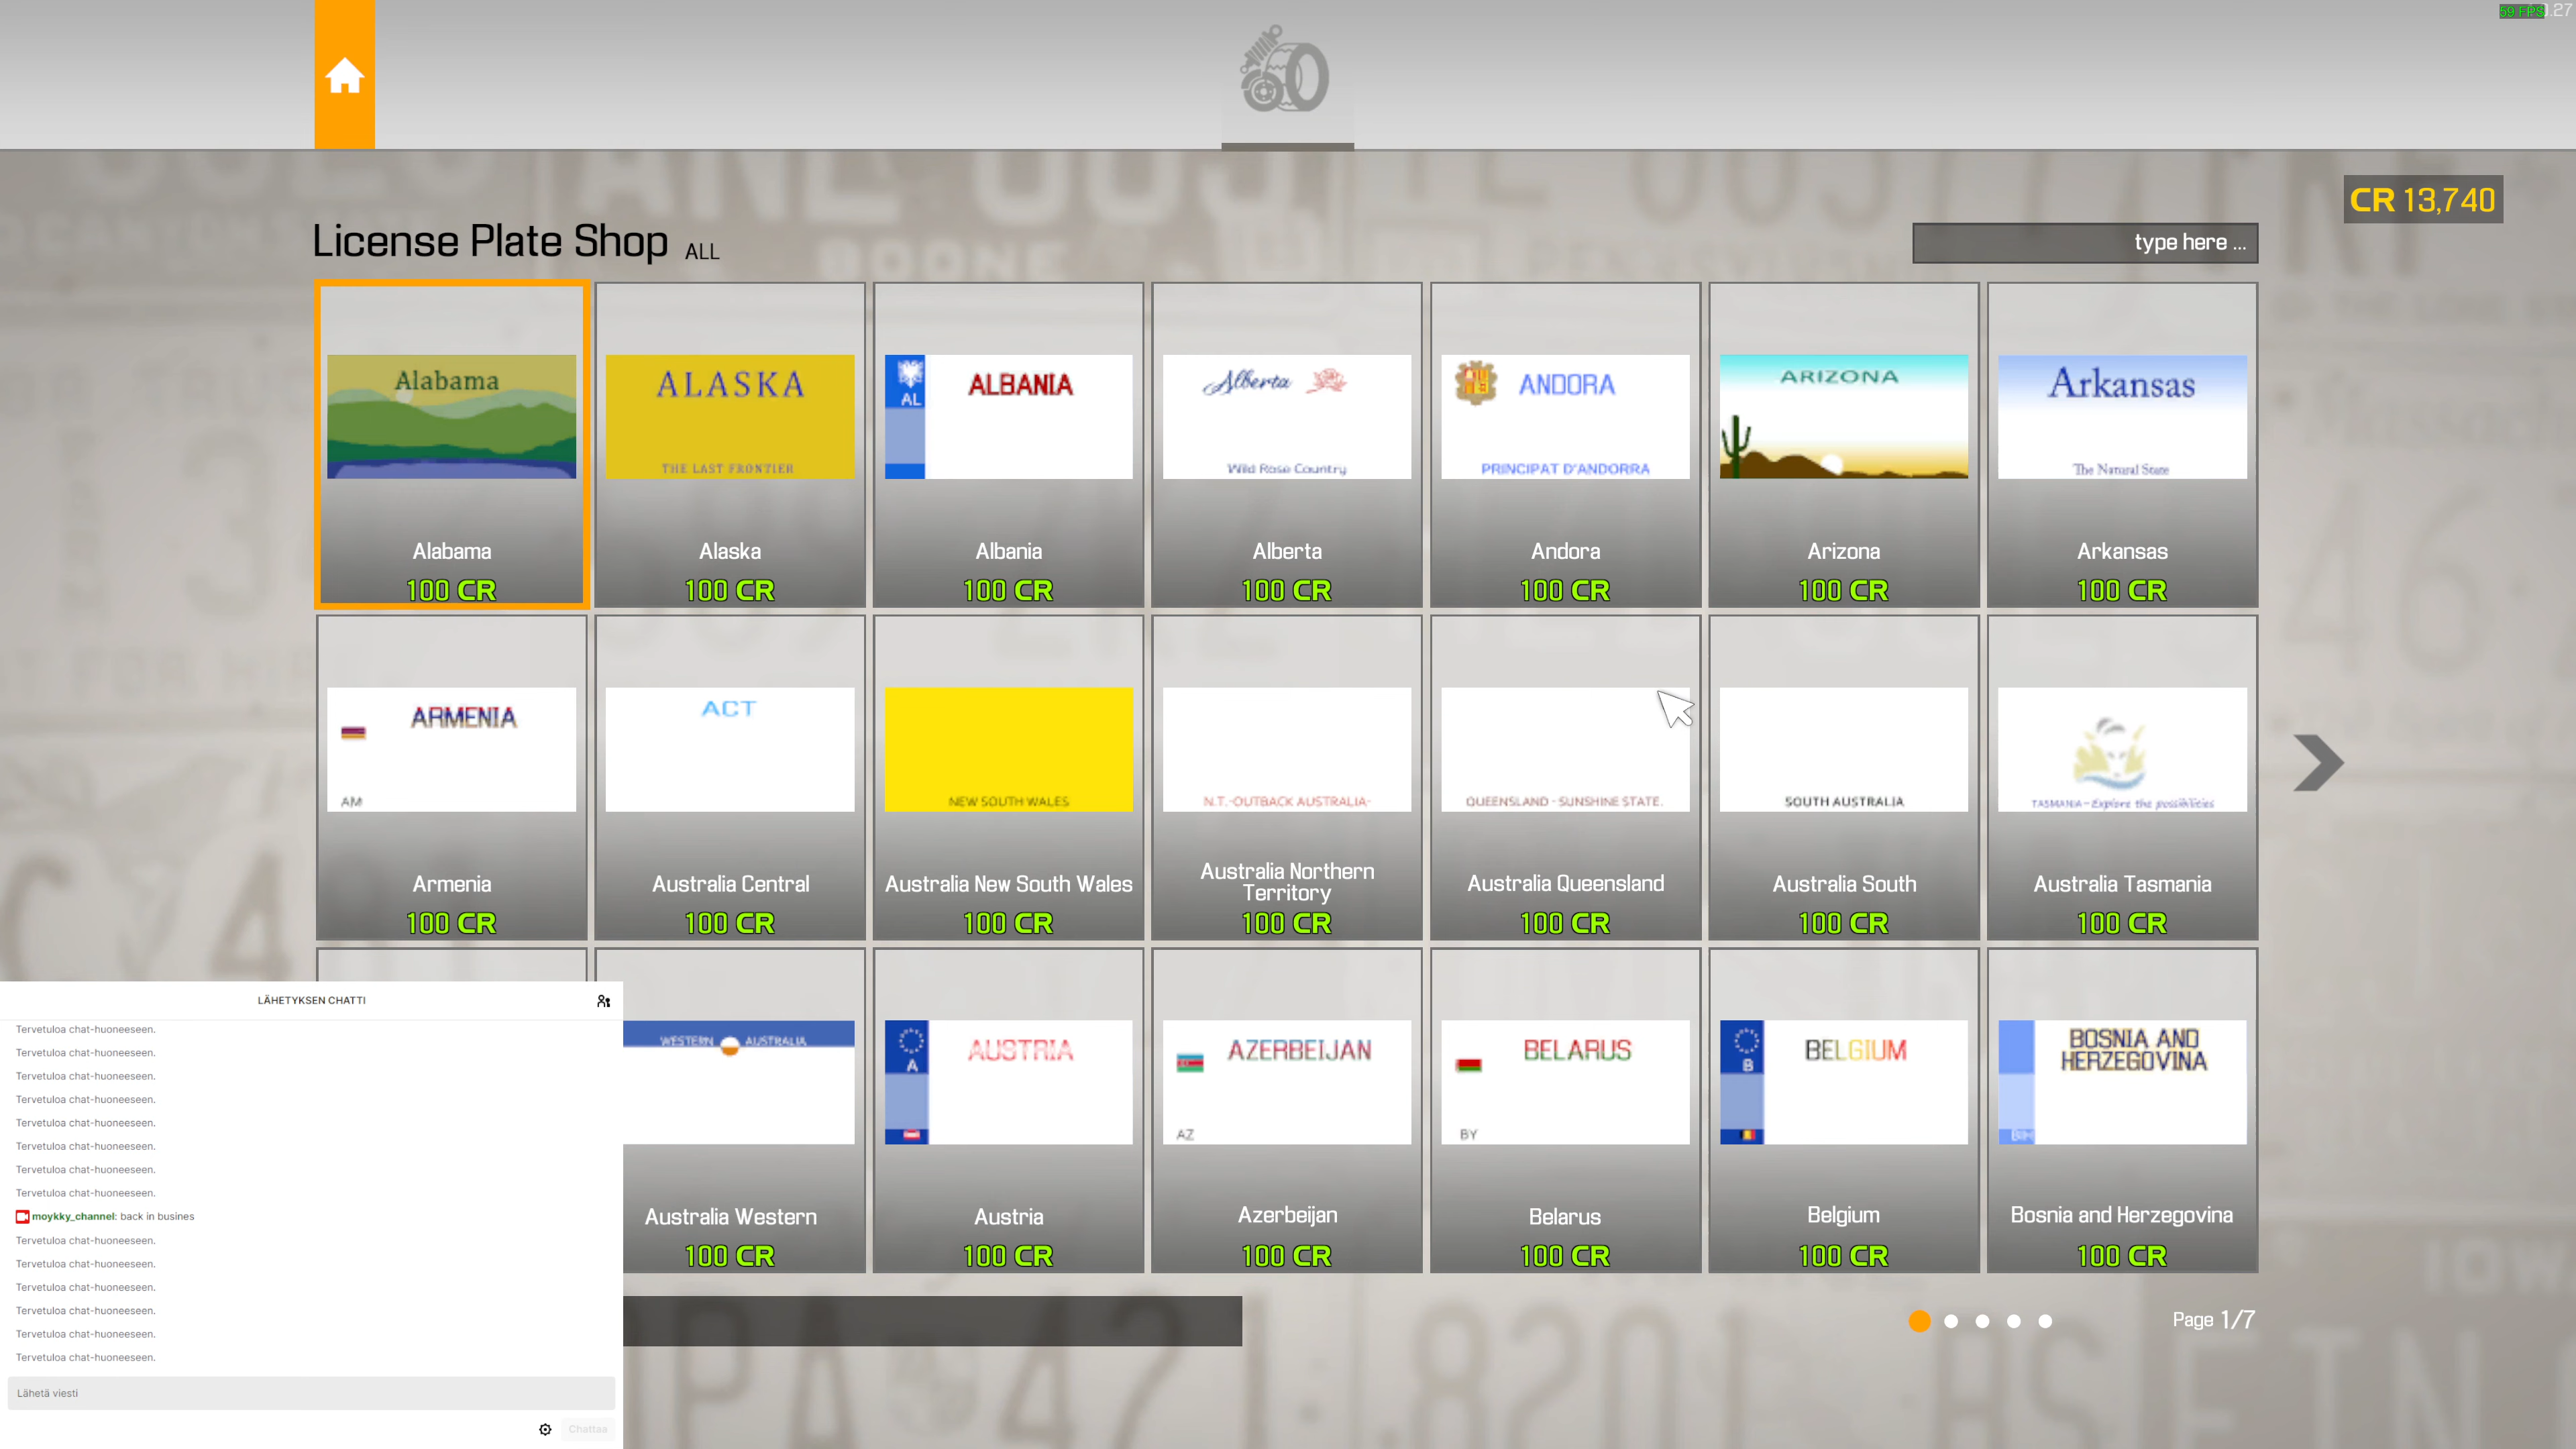 59 FPS
.27
CR 13,740
License Plate Shop ALL
type here ...
Alabama
ALASKA
THE LAST FRONTIER
AL
ALBANIA
Alberta
Wild Rose Country
ANDORA
PRINCIPAT D'ANDORRA
ARIZONA
Arkansas
The Natural State
Alabama
Alaska
Albania
Alberta
Andora
Arizona
Arkansas
100 CR
100 CR
100 CR
100 CR
100 CR
100 CR
100 CR
ARMENIA
AM
ACT
NEW SOUTH WALES
N.T.-OUTBACK AUSTRALIA-
QUEENSLAND - SUNSHINE STATE.
SOUTH AUSTRALIA
TASMANIA - Explore the possibilities
Armenia
Australia Central
Australia New South Wales
Australia Northern
Territory
Australia Queensland
Australia South
Australia Tasmania
100 CR
100 CR
100 CR
100 CR
100 CR
100 CR
100 CR
WESTERN AUSTRALIA
A
AUSTRIA
AZERBEIJAN
AZ
BELARUS
BY
B
BELGIUM
BOSNIA AND
HERZEGOVINA
BIH
Australia Western
Austria
Azerbeijan
Belarus
Belgium
Bosnia and Herzegovina
100 CR
100 CR
100 CR
100 CR
100 CR
100 CR
Page 1/7
LÄHETYKSEN CHATTI
Tervetuloa chat-huoneeseen.
Tervetuloa chat-huoneeseen.
Tervetuloa chat-huoneeseen.
Tervetuloa chat-huoneeseen.
Tervetuloa chat-huoneeseen.
Tervetuloa chat-huoneeseen.
Tervetuloa chat-huoneeseen.
Tervetuloa chat-huoneeseen.
moykky_channel: back in busines
Tervetuloa chat-huoneeseen.
Tervetuloa chat-huoneeseen.
Tervetuloa chat-huoneeseen.
Tervetuloa chat-huoneeseen.
Tervetuloa chat-huoneeseen.
Tervetuloa chat-huoneeseen.
Lähetä viesti
Chattaa